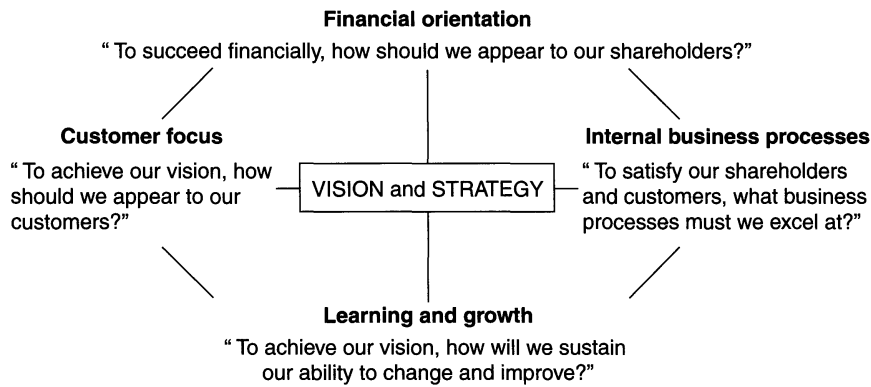 Financial orientation
“ To succeed financially, how should we appear to our shareholders?”
Customer focus
“ To achieve our vision, how
should we appear to our
customers?”
VISION and STRATEGY
Internal business processes
“ To satisfy our shareholders
and customers, what business
processes must we excel at?”
Learning and growth
“ To achieve our vision, how will we sustain
our ability to change and improve?”